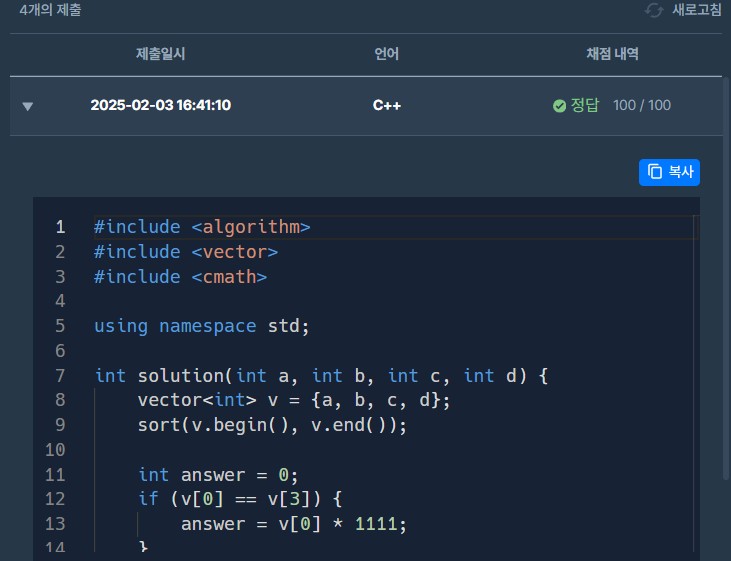 4개의 제출 새로고침
제출일시 언어 채점 내역
2025-02-03 16:41:10 C++ 정답 100 / 100
복사
1 #include <algorithm>
2 #include <vector>
3 #include <cmath>
4
5 using namespace std;
6
7 int solution(int a, int b, int c, int d) {
8     vector<int> v = {a, b, c, d};
9     sort(v.begin(), v.end());
10
11     int answer = 0;
12     if (v[0] == v[3]) {
13         answer = v[0] * 1111;
14     }